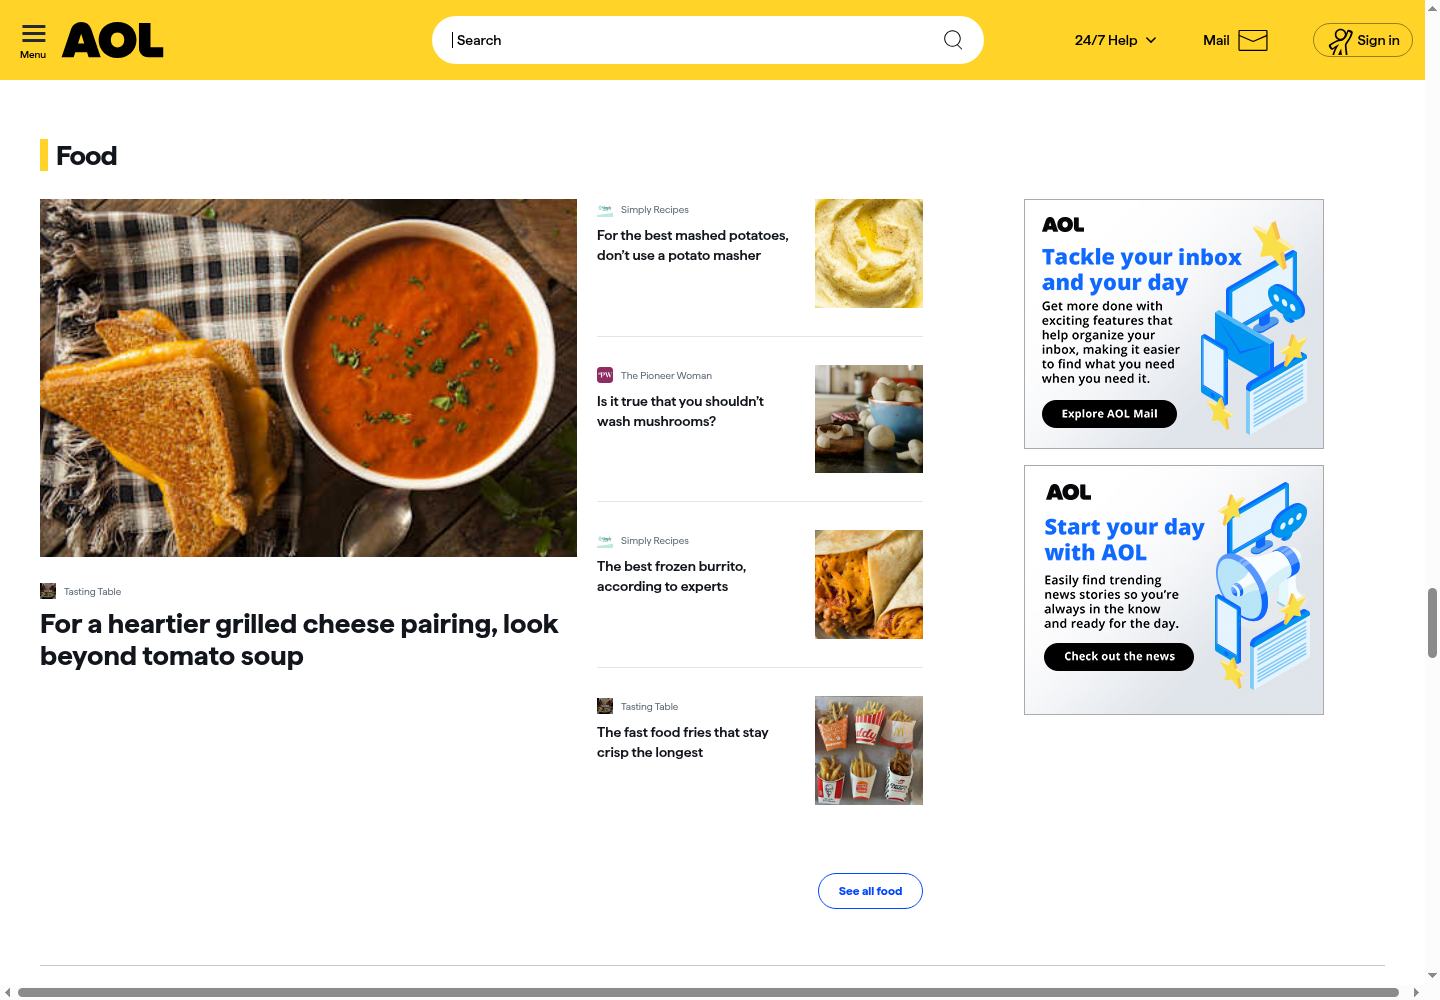 Menu
AOL
Search
24/7 Help
Mail
Sign in
Food
Tasting Table
For a heartier grilled cheese pairing, look
beyond tomato soup
Simply Recipes
For the best mashed potatoes,
don't use a potato masher
The Pioneer Woman
Is it true that you shouldn't
wash mushrooms?
Simply Recipes
The best frozen burrito,
according to experts
Tasting Table
The fast food fries that stay
crisp the longest
See all food
AOL
Tackle your inbox
and your day
Get more done with
exciting features that
help organize your
inbox, making it easier
to find what you need
when you need it.
Explore AOL Mail
AOL
Start your day
with AOL
Easily find trending
news stories so you're
always in the know
and ready for the day.
Check out the news